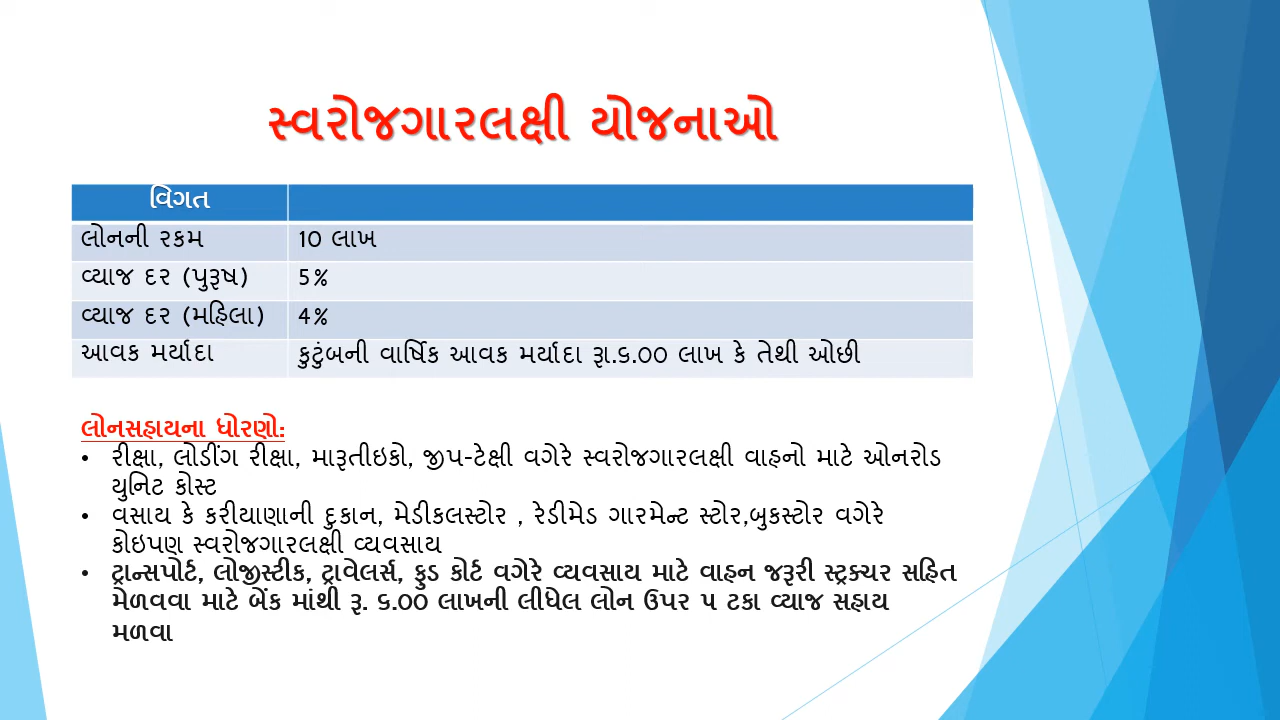 સ્વરોજગારલક્ષી યોજનાઓ
વિગત
લોનની રકમ 10 લાખ
વ્યાજ દર (પુરૂષ) 5%
વ્યાજ દર (મહિલા) 4%
આવક મર્યાદા કુટુંબની વાર્ષિક આવક મર્યાદા રૂા.૬.00 લાખ કે તેથી ઓછી
લોનસહાયના ધોરણો:
• રીક્ષા, લોડીંગ રીક્ષા, મારૂતીઇકો, જીપ-ટેક્ષી વગેરે સ્વરોજગારલક્ષી વાહનો માટે ઓનરોડ
યુનિટ કોસ્ટ
• વસાય કે કરીયાણાની દુકાન, મેડીકલસ્ટોર , રેડીમેડ ગારમેન્ટ સ્ટોર,બુકસ્ટોર વગેરે
કોઇપણ સ્વરોજગારલક્ષી વ્યવસાય
• ટ્રાન્સપોર્ટ, લોજીસ્ટીક, ટ્રાવેલર્સ, ફુડ કોર્ટ વગેરે વ્યવસાય માટે વાહન જરૂરી સ્ટ્રક્ચર સહિત
મેળવવા માટે બેંક માંથી રૂ. ૬.00 લાખની લીધેલ લોન ઉપર ૫ ટકા વ્યાજ સહાય
મળવા